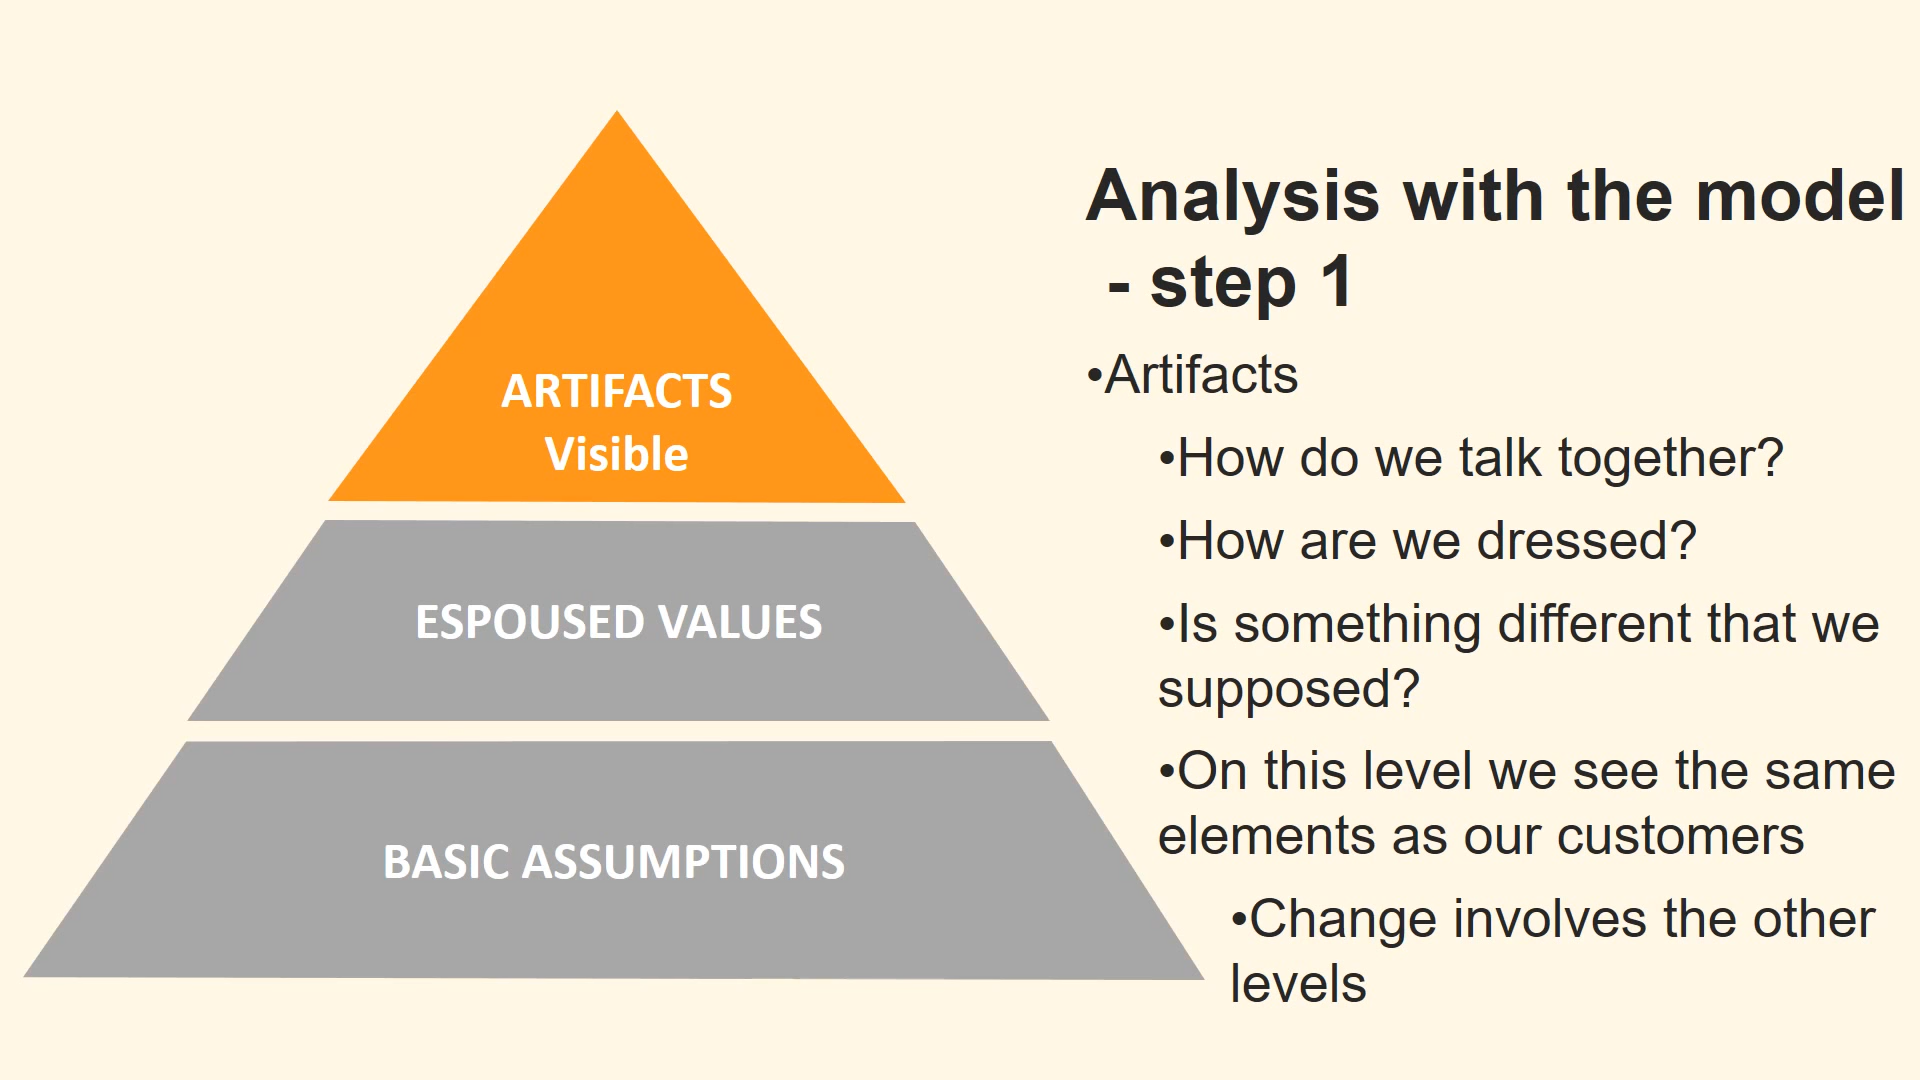 ARTIFACTS
Visible
ESPOUSED VALUES
BASIC ASSUMPTIONS
Analysis with the model
- step 1
•Artifacts
•How do we talk together?
•How are we dressed?
•Is something different that we
supposed?
•On this level we see the same
elements as our customers
•Change involves the other
levels